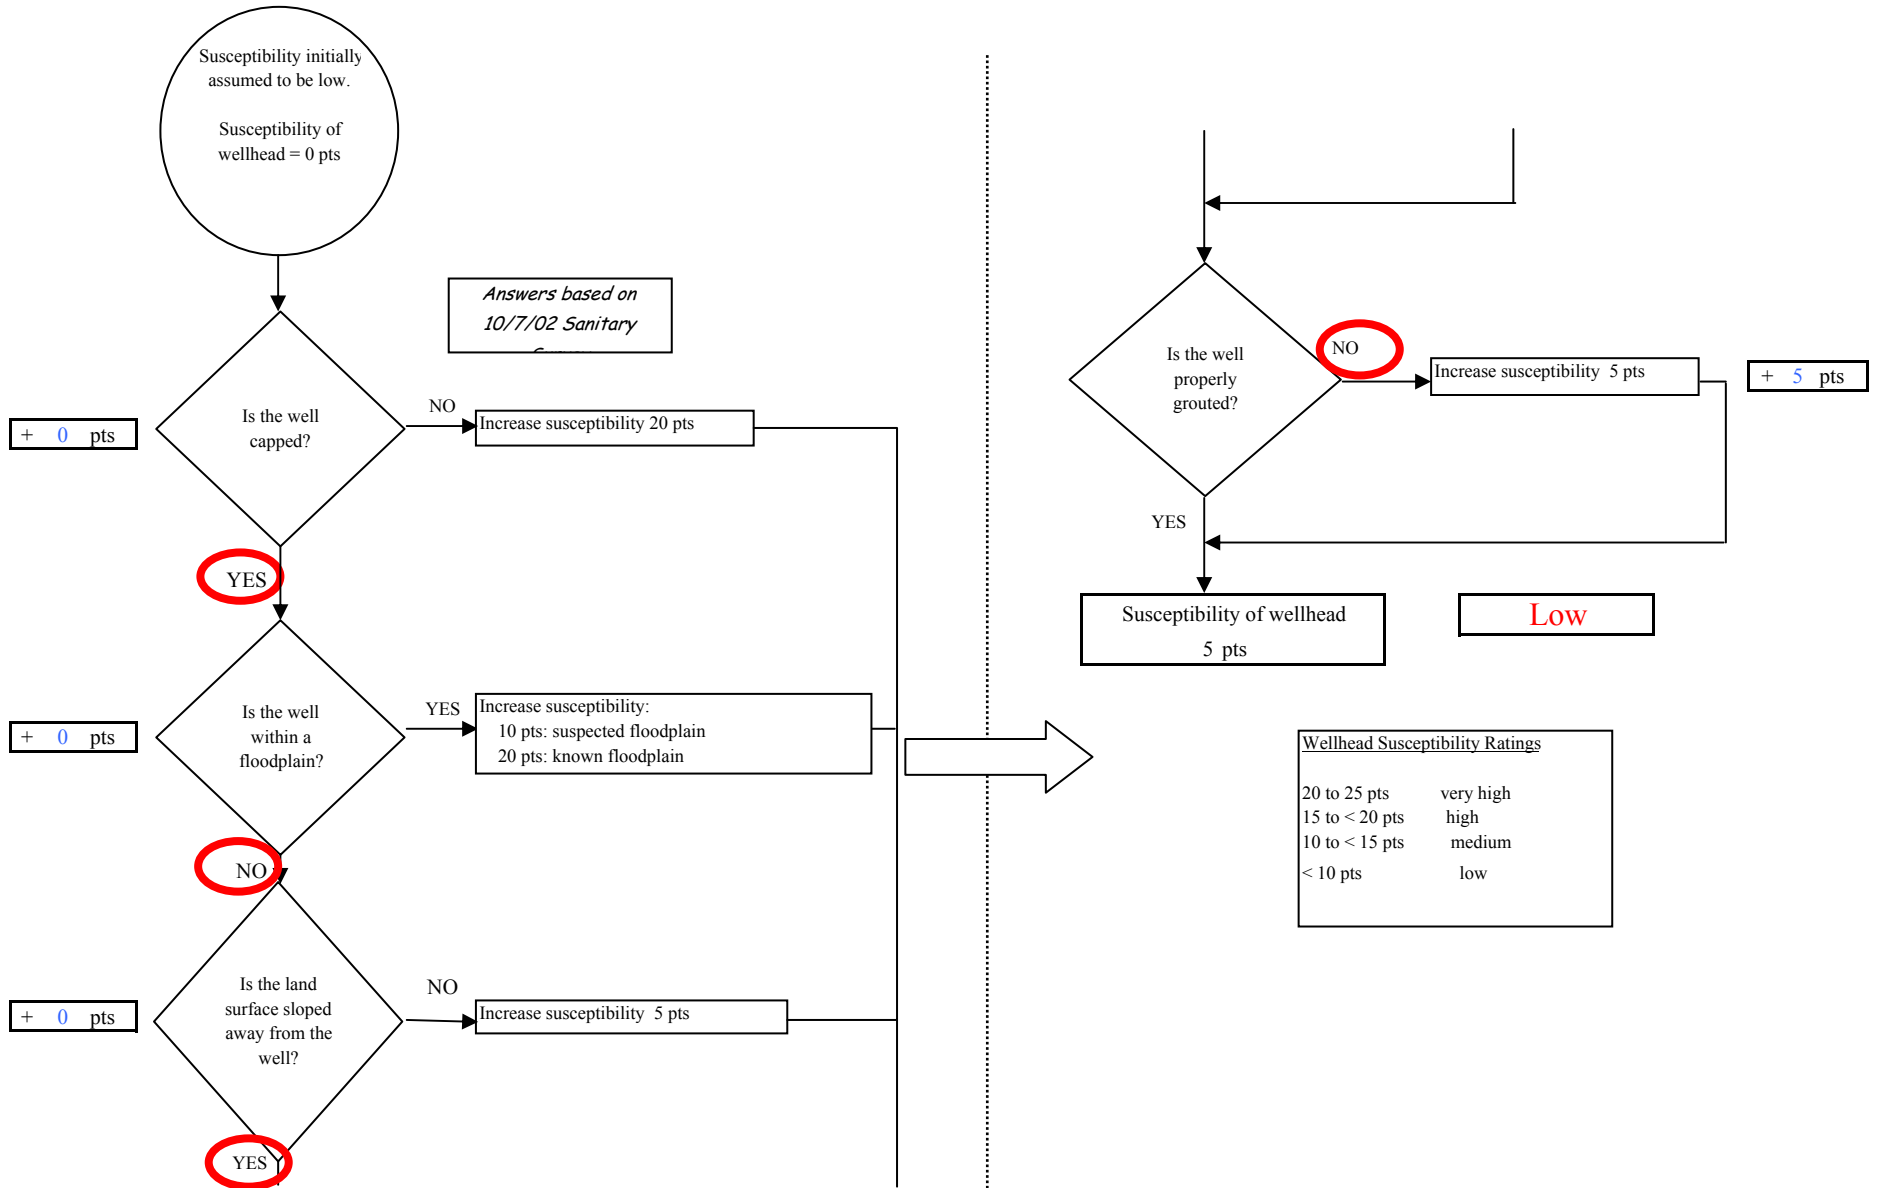 Susceptibility initially
assumed to be low.
Susceptibility of
wellhead = 0 pts
Answers based on
10/7/02 Sanitary
+ 0 pts
Is the well
capped?
NO
Increase susceptibility 20 pts
YES
+ 0 pts
Is the well
within a
floodplain?
YES
Increase susceptibility:
10 pts: suspected floodplain
20 pts: known floodplain
NO
+ 0 pts
Is the land
surface sloped
away from the
well?
NO
Increase susceptibility 5 pts
YES
Is the well
properly
grouted?
NO
Increase susceptibility 5 pts
+ 5 pts
YES
Susceptibility of wellhead
5 pts
Low
Wellhead Susceptibility Ratings
20 to 25 pts very high
15 to < 20 pts high
10 to < 15 pts medium
< 10 pts low